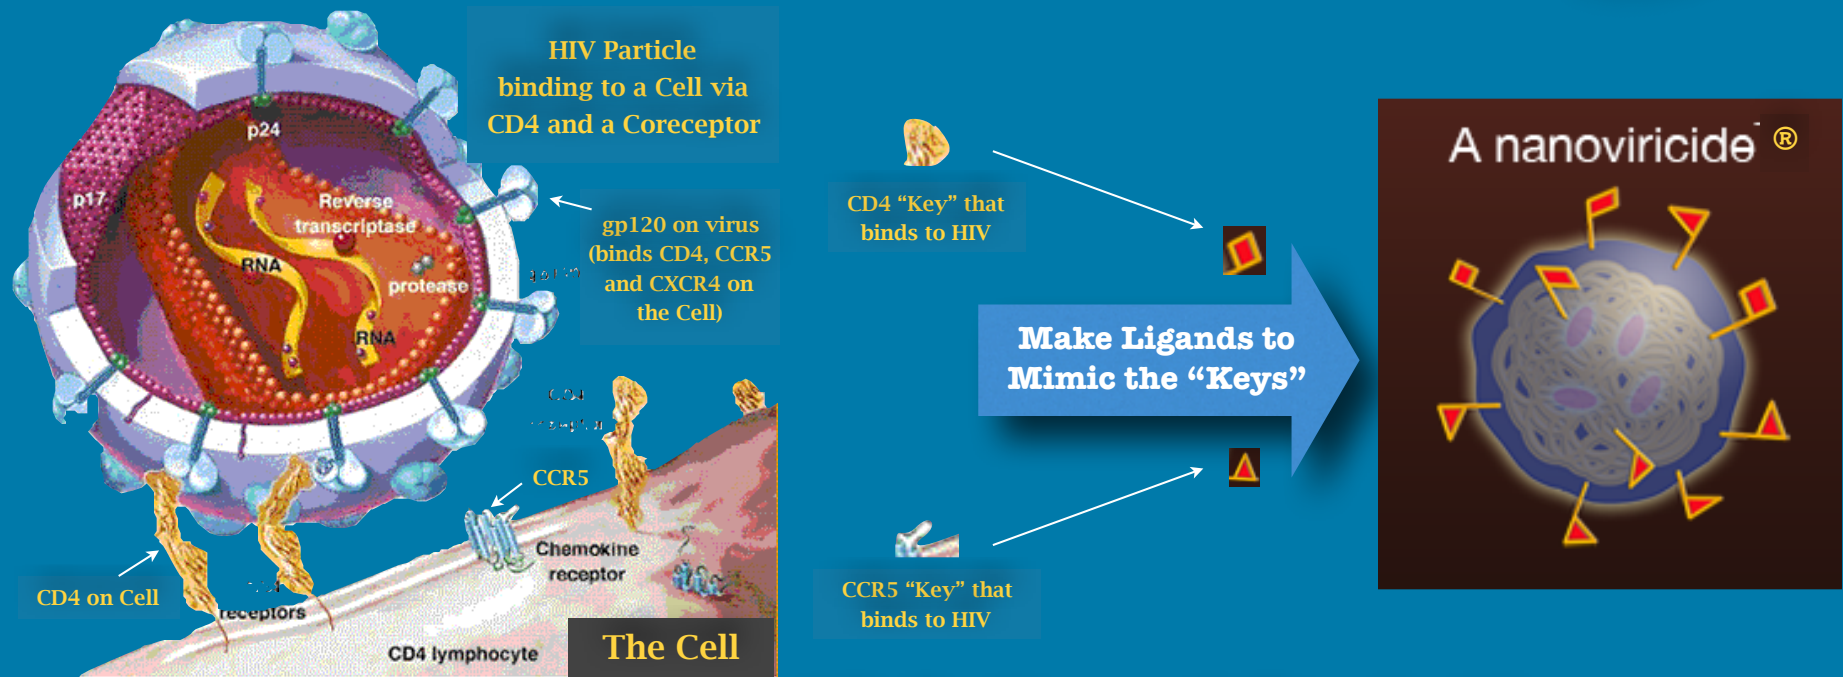 HIV Particle
binding to a Cell via
CD4 and a Coreceptor
p24
p17
Reverse
transcriptase
RNA
protease
RNA
gp120 on virus
(binds CD4, CCR5
and CXCR4 on
the Cell)
CCR5
Chemokine
receptor
CD4 on Cell
receptors
CD4 lymphocyte
The Cell
CD4 “Key” that
binds to HIV
Make Ligands to
Mimic the “Keys”
CCR5 “Key” that
binds to HIV
A nanoviricide ®